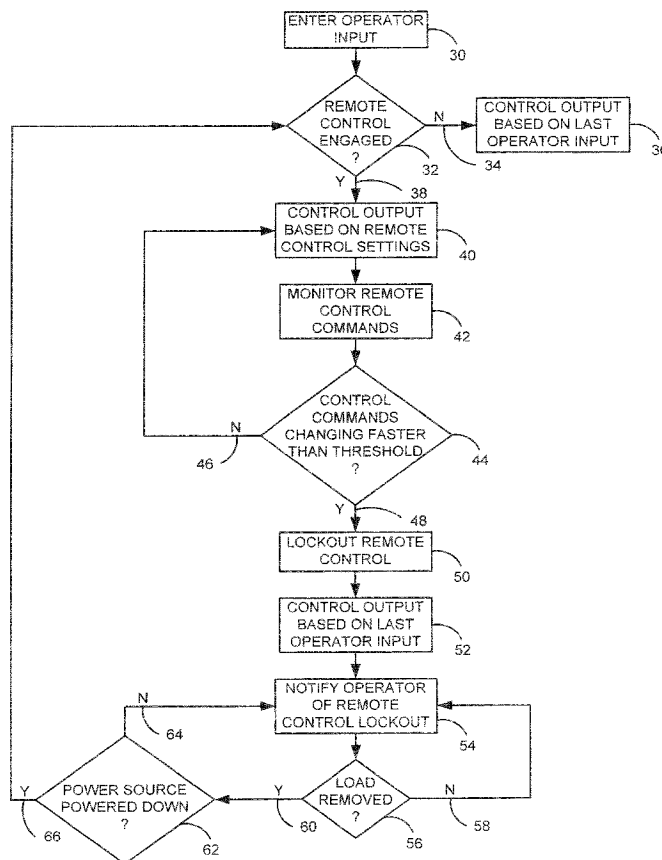 ENTER OPERATOR
INPUT
30
REMOTE
CONTROL
ENGAGED
?
32
N
34
CONTROL OUTPUT
BASED ON LAST
OPERATOR INPUT
36
Y
38
CONTROL OUTPUT
BASED ON REMOTE
CONTROL SETTINGS
40
MONITOR REMOTE
CONTROL
COMMANDS
42
CONTROL
COMMANDS
CHANGING FASTER
THAN THRESHOLD
?
44
N
46
Y
48
LOCKOUT REMOTE
CONTROL
50
CONTROL OUTPUT
BASED ON LAST
OPERATOR INPUT
52
NOTIFY OPERATOR
OF REMOTE
CONTROL LOCKOUT
54
LOAD
REMOVED
?
56
N
58
Y
60
POWER SOURCE
POWERED DOWN
?
62
N
64
Y
66